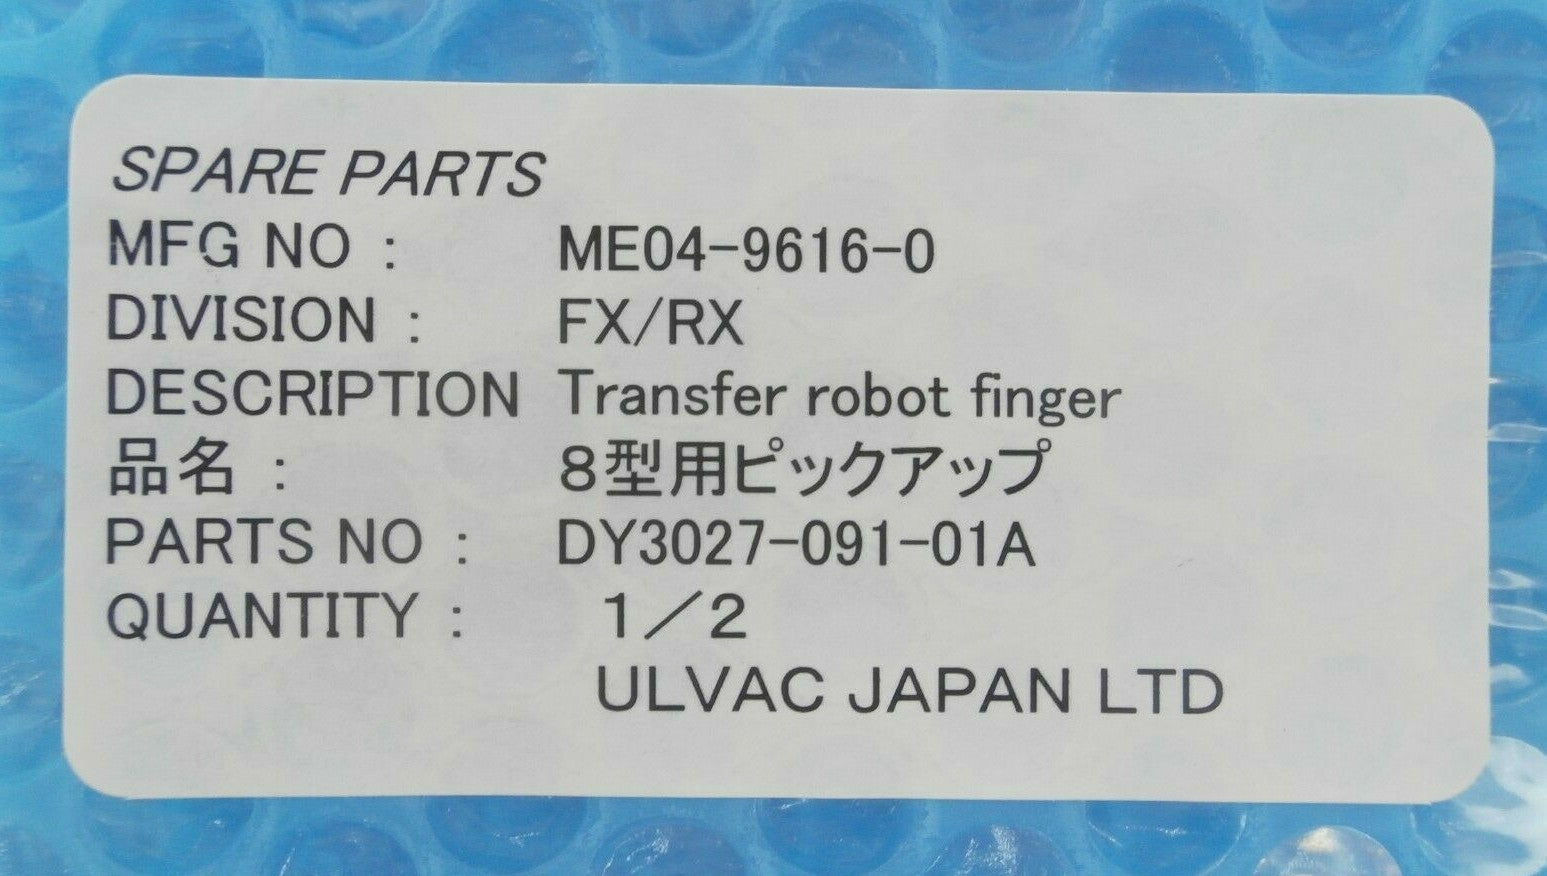 SPARE PARTS
MFG NO : ME04-9616-0
DIVISION : FX/RX
DESCRIPTION Transfer robot finger
品名 : 8型用ピックアップ
PARTS NO : DY3027-091-01A
QUANTITY : 1／2
ULVAC JAPAN LTD